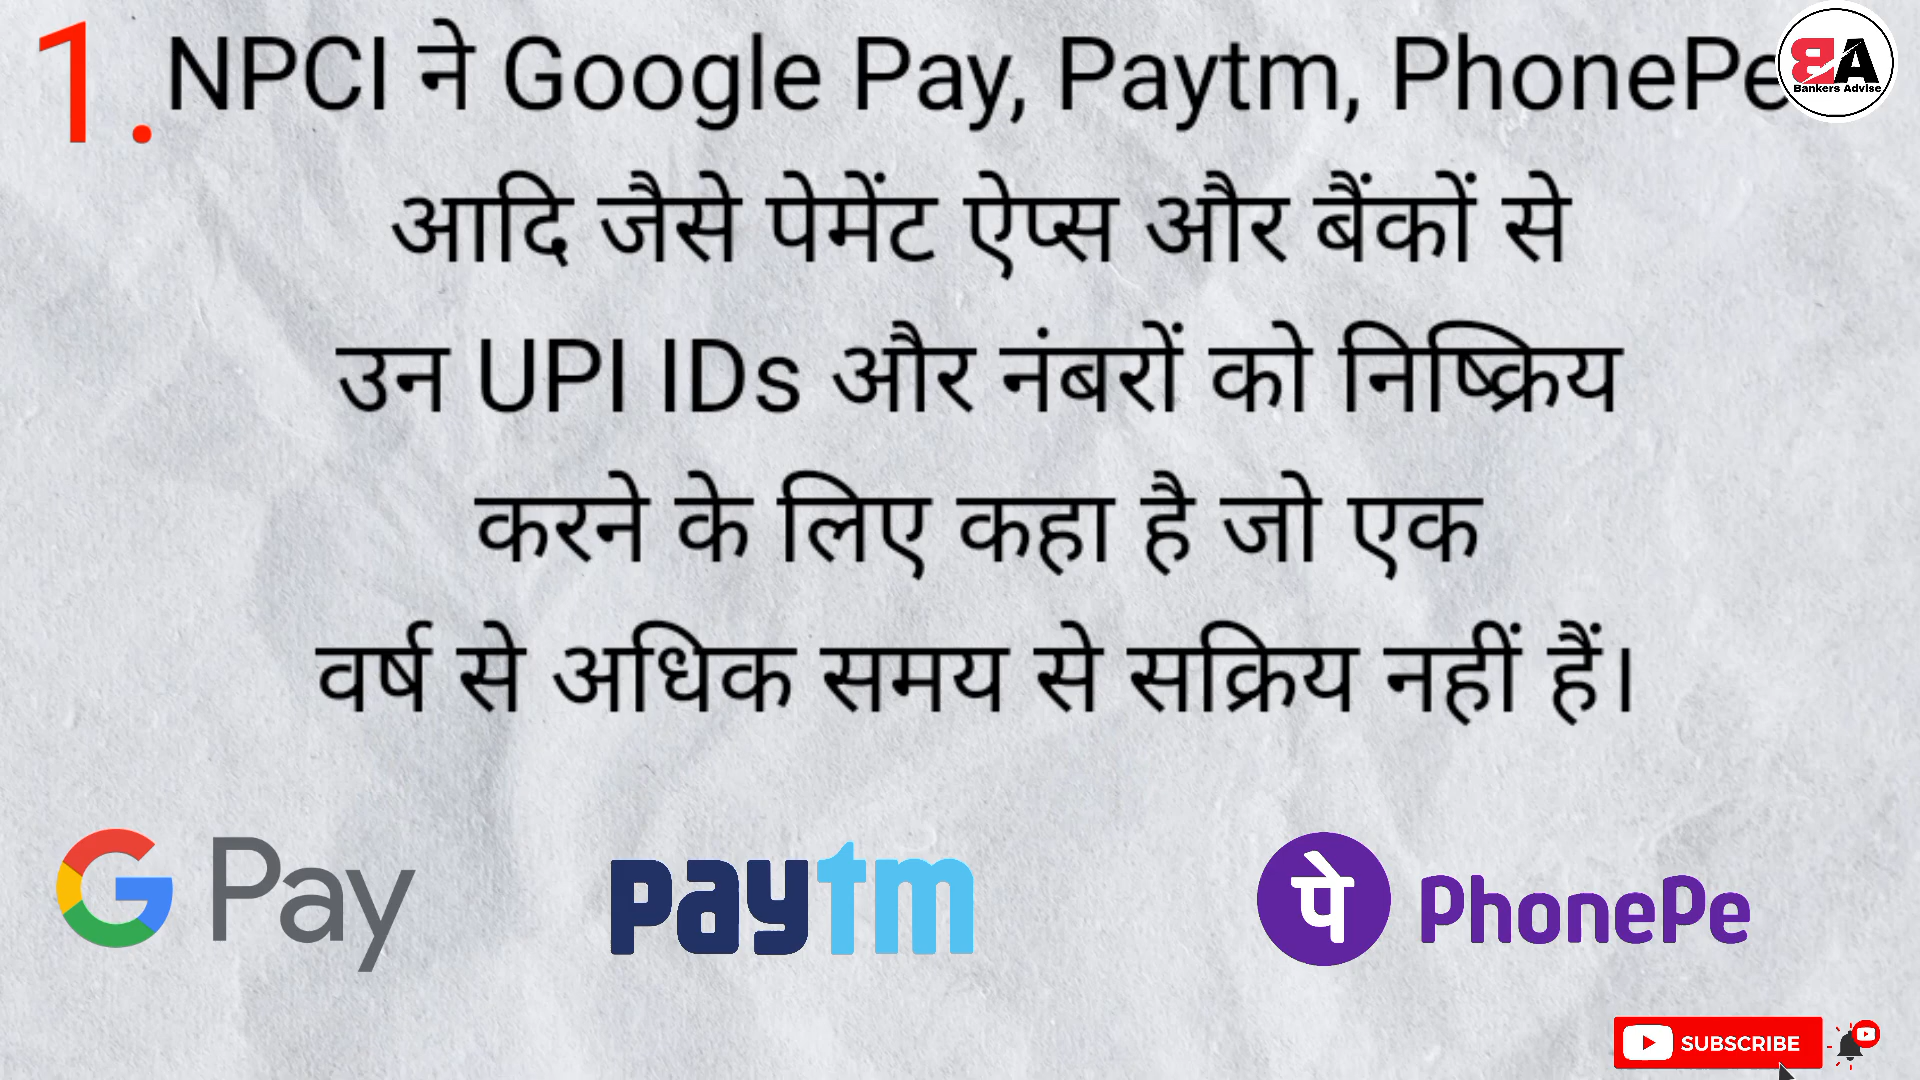 1. NPCI ने Google Pay, Paytm, PhonePe
BA
Bankers Advise
आदि जैसे पेमेंट ऐप्स और बैंकों से
उन UPI IDs और नंबरों को निष्क्रिय
करने के लिए कहा है जो एक
वर्ष से अधिक समय से सक्रिय नहीं हैं।
G Pay
paytm
पे PhonePe
SUBSCRIBE